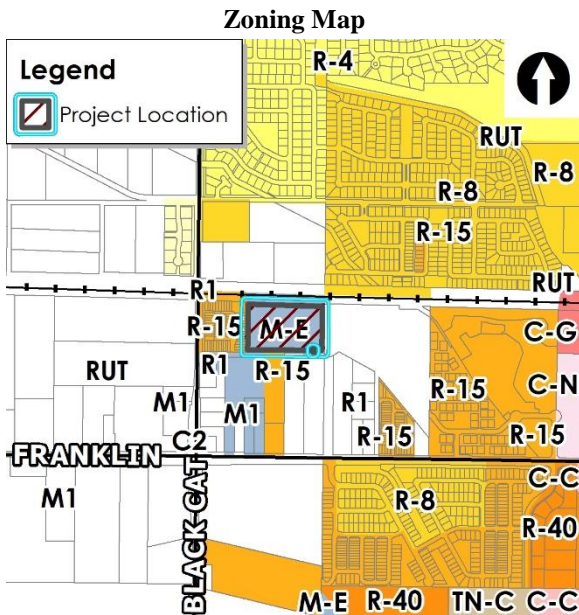 Zoning Map
Legend
Project Location
R-4
RUT
R-8
R-8
R-15
R1
RUT
R-15
M-E
C-G
RUT
R1
R-15
R-15
C-N
M1
M1
R1
R-15
R-15
C2
FRANKLIN
C-C
M1
R-8
R-40
BLACK CAT
M-E
R-40
TN-C
C-C